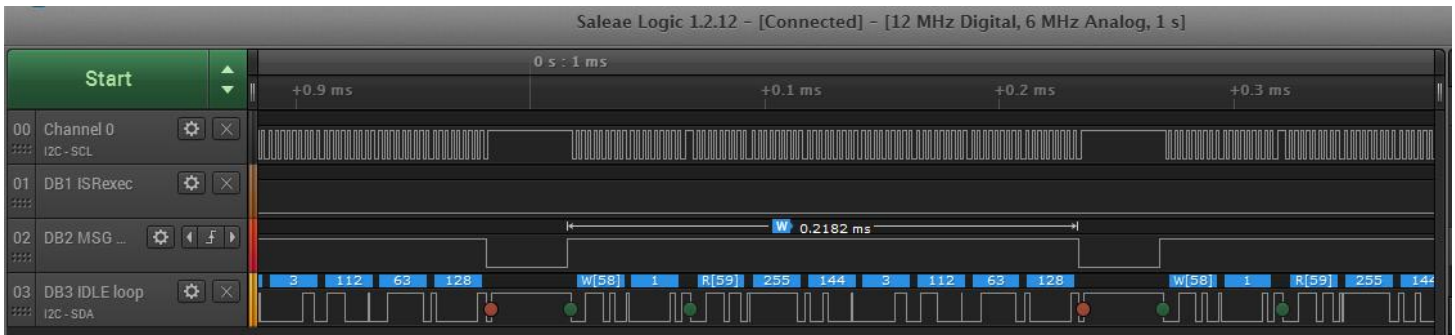 Saleae Logic 1.2.12 – [Connected] – [12 MHz Digital, 6 MHz Analog, 1 s]
Start
0 s : 1 ms
+0.9 ms +0.1 ms +0.2 ms +0.3 ms
00 Channel 0
I2C - SCL
01 DB1 ISRexec
02 DB2 MSG ...
W 0.2182 ms
3 112 63 128 W[58] 1 R[59] 255 144 3 112 63 128 W[58] 1 R[59] 255 144
03 DB3 IDLE loop
I2C - SDA